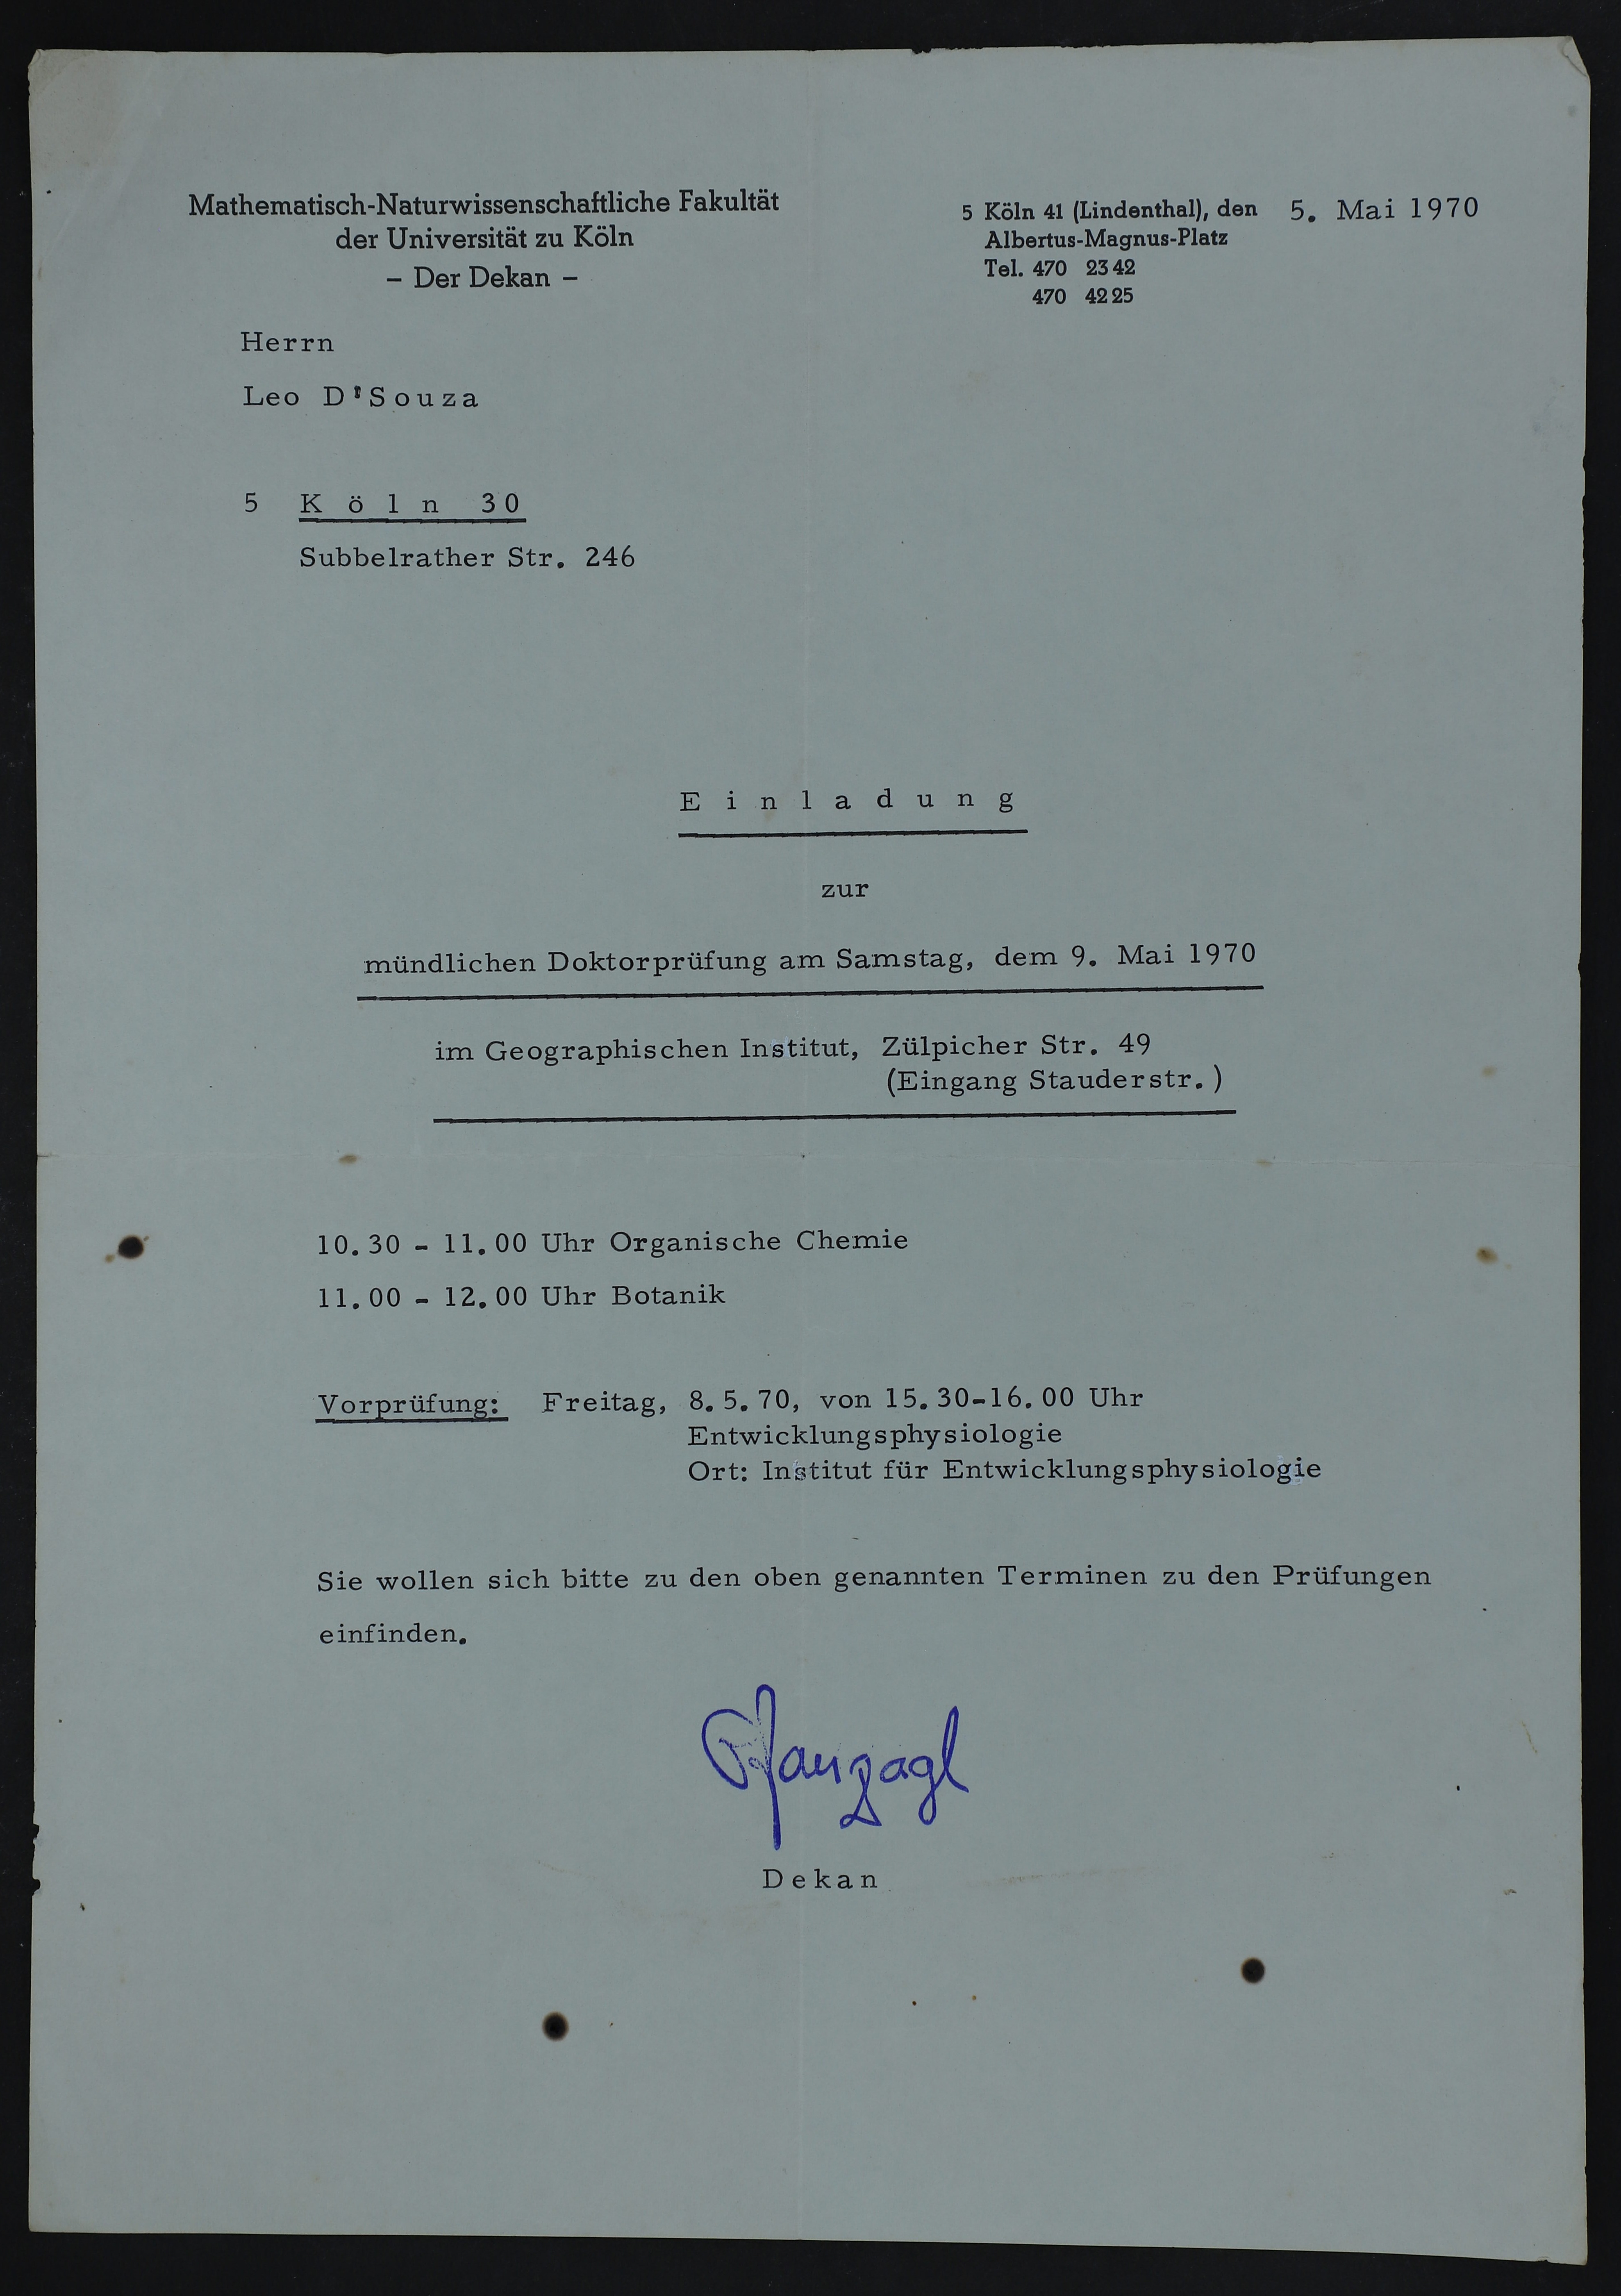 Mathematisch-Naturwissenschaftliche Fakultät
der Universität zu Köln
– Der Dekan –
5 Köln 41 (Lindenthal), den 5. Mai 1970
Albertus-Magnus-Platz
Tel. 470 23 42
470 42 25
Herrn
Leo D'Souza
5 Köln 30
Subbelrather Str. 246
Einladung
zur
mündlichen Doktorprüfung am Samstag, dem 9. Mai 1970
im Geographischen Institut, Zülpicher Str. 49
(Eingang Stauderstr.)
10.30 - 11.00 Uhr Organische Chemie
11.00 - 12.00 Uhr Botanik
Vorprüfung: Freitag, 8.5.70, von 15.30-16.00 Uhr
Entwicklungsphysiologie
Ort: Institut für Entwicklungsphysiologie
Sie wollen sich bitte zu den oben genannten Terminen zu den Prüfungen
einfinden.
Pfanzagl
Dekan